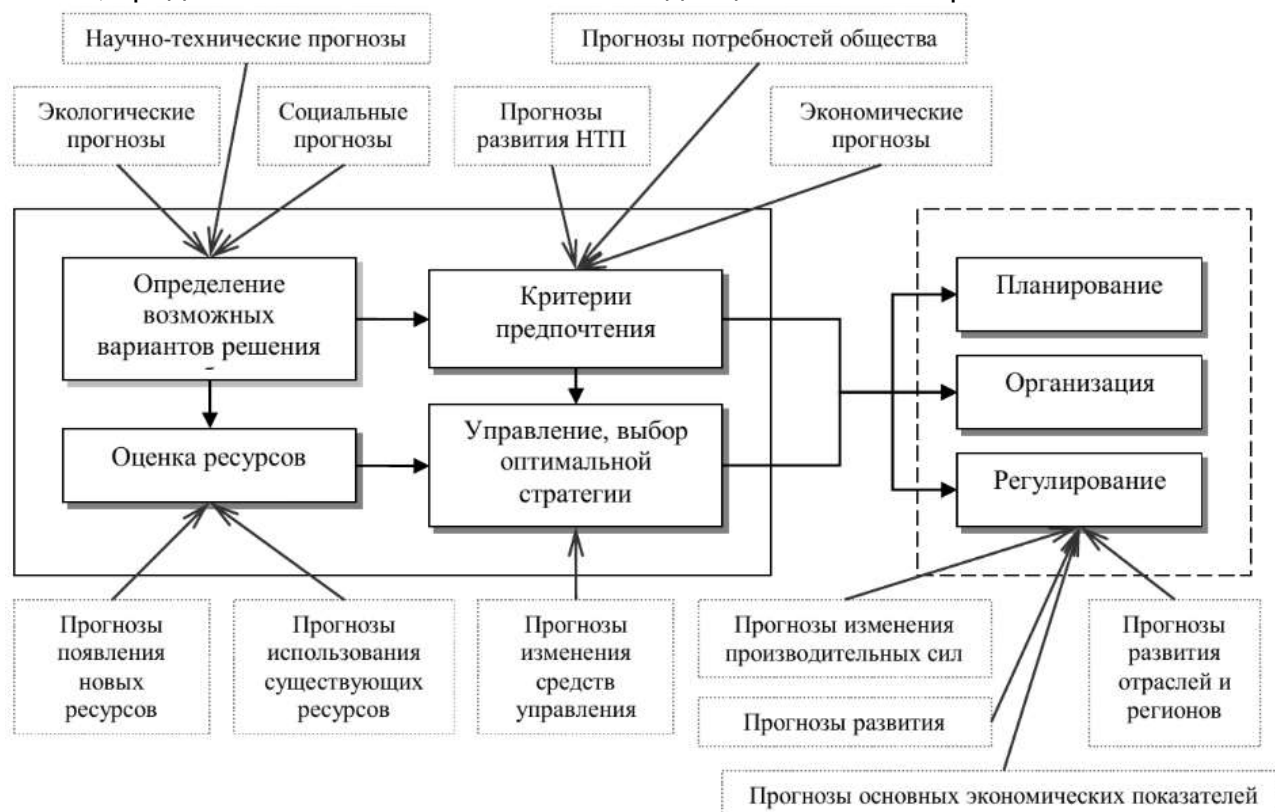 Научно-технические прогнозы
Прогнозы потребностей общества
Экологические
прогнозы
Социальные
прогнозы
Прогнозы
развития НТП
Экономические
прогнозы
Определение
возможных
вариантов решения
Критерии
предпочтения
Планирование
Организация
Оценка ресурсов
Управление, выбор
оптимальной
стратегии
Регулирование
Прогнозы
появления
новых
ресурсов
Прогнозы
использования
существующих
ресурсов
Прогнозы
изменения
средств
управления
Прогнозы изменения
производительных сил
Прогнозы
развития
отраслей и
регионов
Прогнозы развития
Прогнозы основных экономических показателей